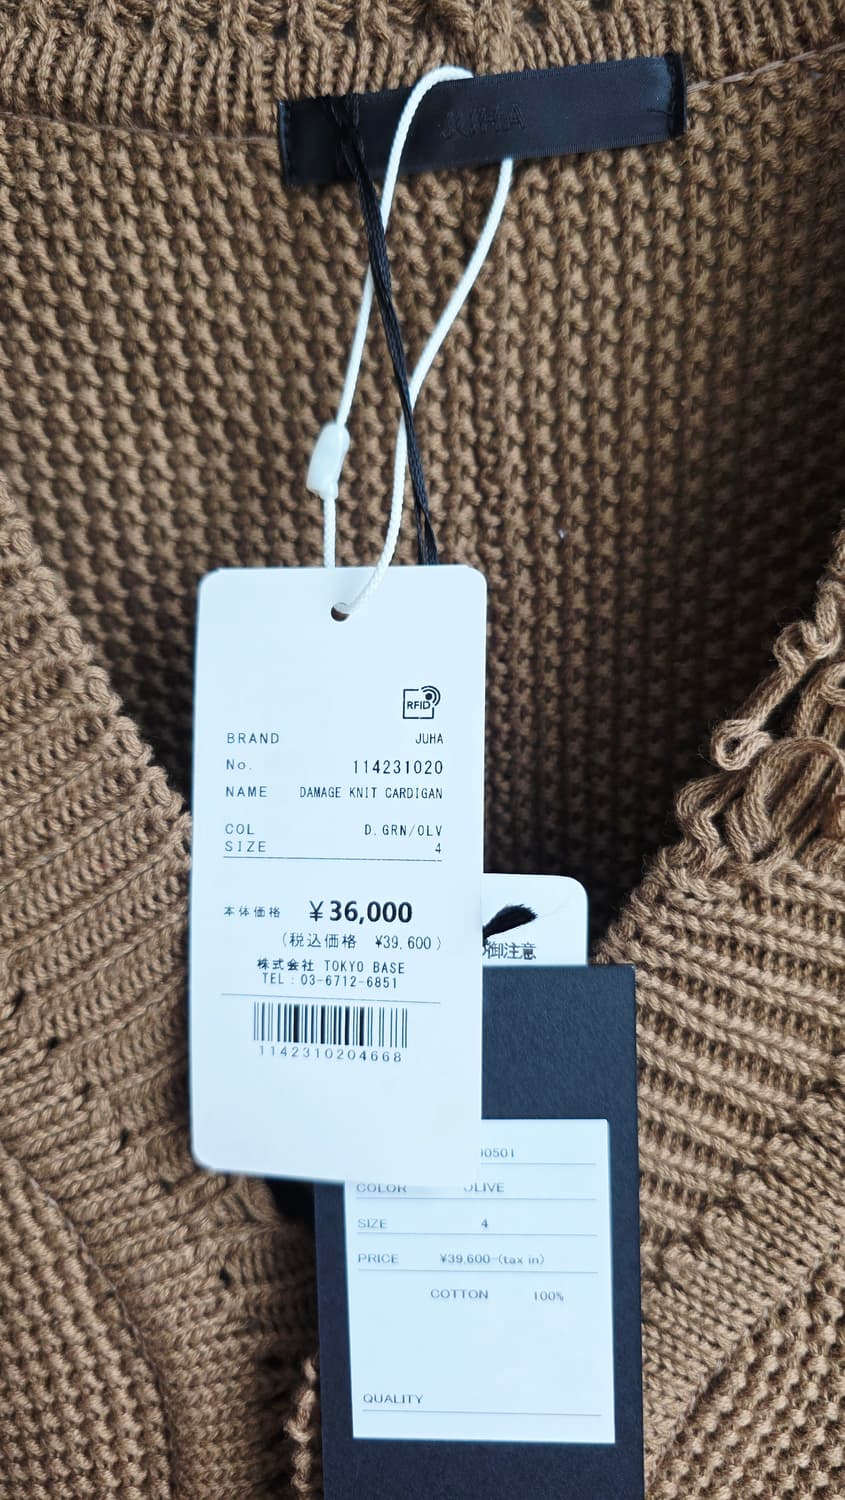 JUHA
RFID
BRAND JUHA
No. 114231020
NAME DAMAGE KNIT CARDIGAN
COL D.GRN/OLV
SIZE 4
本体価格 ¥36,000
(税込価格 ¥39,600)
株式会社 TOKYO BASE
TEL:03-6712-6851
1142310204668
御注意
00501
COLOR OLIVE
SIZE 4
PRICE ¥39,600-(tax in)
COTTON 100%
QUALITY